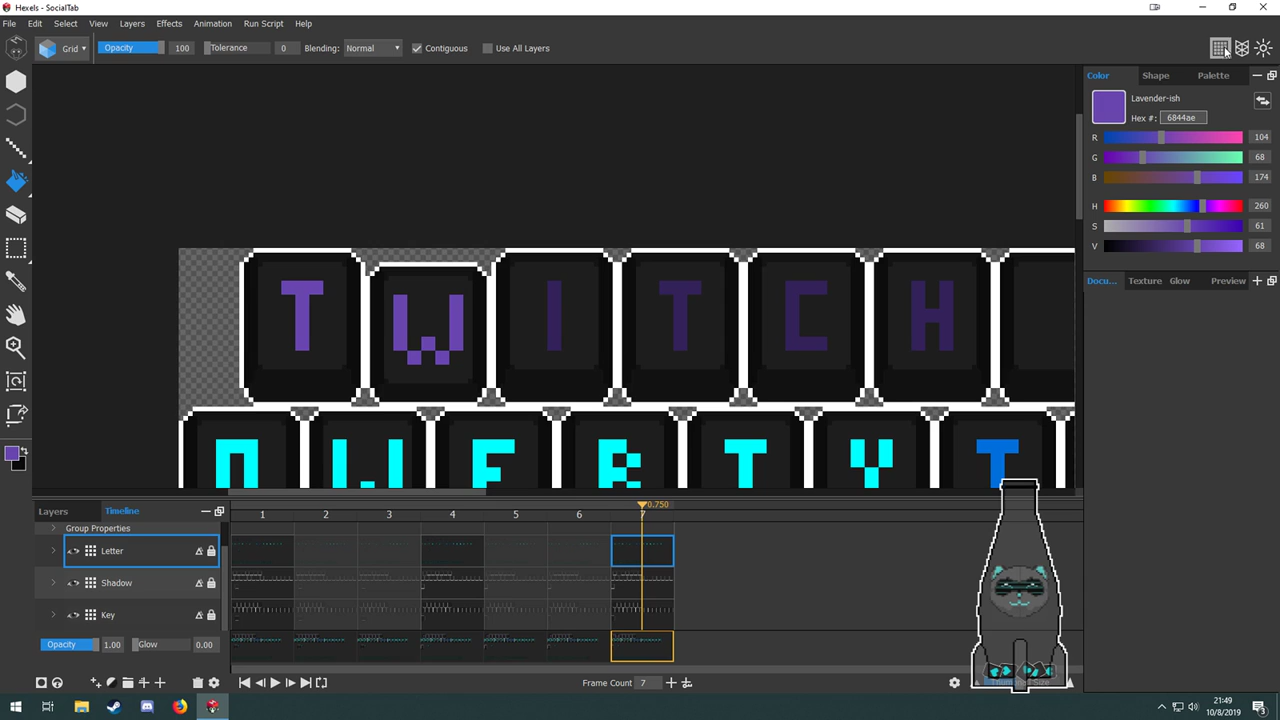 Hexels - SocialTab
File Edit Select View Layers Effects Animation Run Script Help
Grid Opacity 100 Tolerance 0 Blending: Normal Contiguous Use All Layers
Color Shape Palette
Lavender-ish
Hex #: 6844ae
R 104
G 68
B 174
H 260
S 61
V 68
Docu... Texture Glow Preview
T W I T C H
Q W E R T Y T
0.750
Layers Timeline
1 2 3 4 5 6 7
Group Properties
Letter
Shadow
Key
Opacity 1.00 Glow 0.00
Frame Count 7
Size
21:49
10/8/2019
3